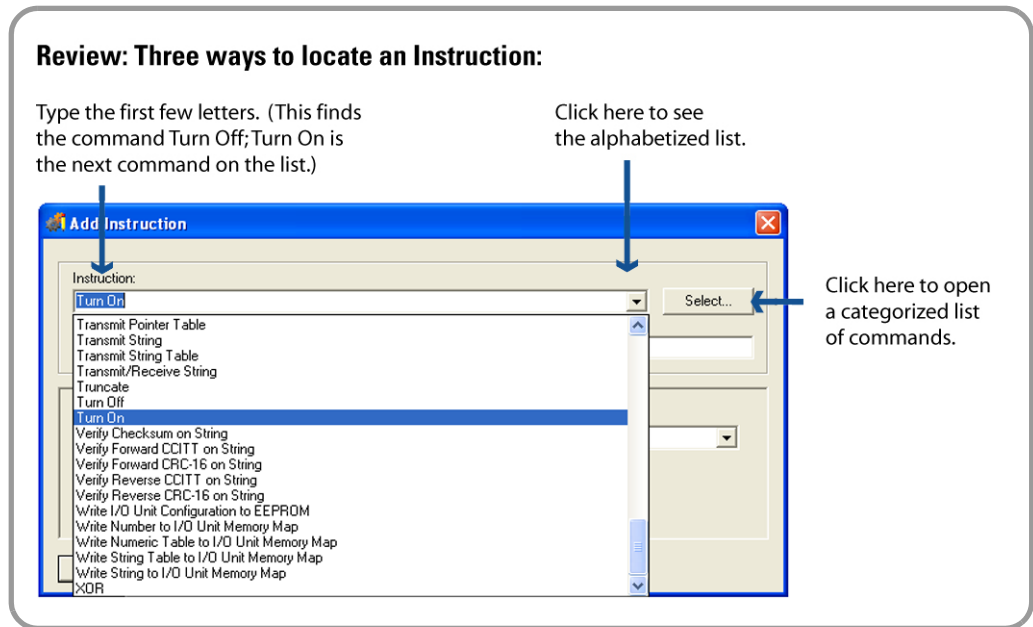 Review: Three ways to locate an Instruction:
Type the first few letters. (This finds
the command Turn Off; Turn On is
the next command on the list.)
Click here to see
the alphabetized list.
Add Instruction
Instruction:
Turn On
Select...
Click here to open
a categorized list
of commands.
Transmit Pointer Table
Transmit String
Transmit String Table
Transmit/Receive String
Truncate
Turn Off
Turn On
Verify Checksum on String
Verify Forward CCITT on String
Verify Forward CRC-16 on String
Verify Reverse CCITT on String
Verify Reverse CRC-16 on String
Write I/O Unit Configuration to EEPROM
Write Number to I/O Unit Memory Map
Write Numeric Table to I/O Unit Memory Map
Write String Table to I/O Unit Memory Map
Write String to I/O Unit Memory Map
XOR